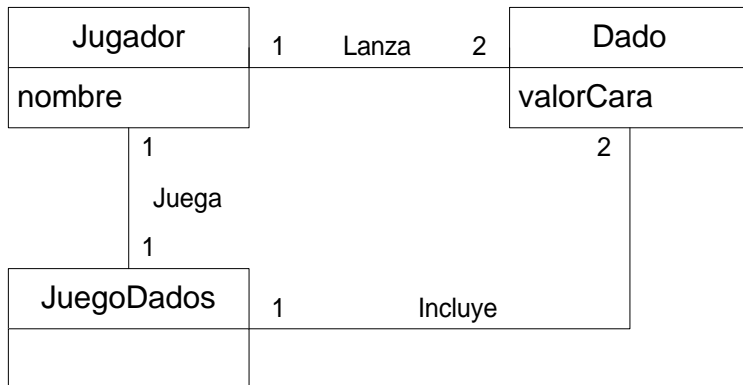 Jugador
1 Lanza 2
Dado
nombre
valorCara
1
2
Juega
1
JuegoDados
1 Incluye